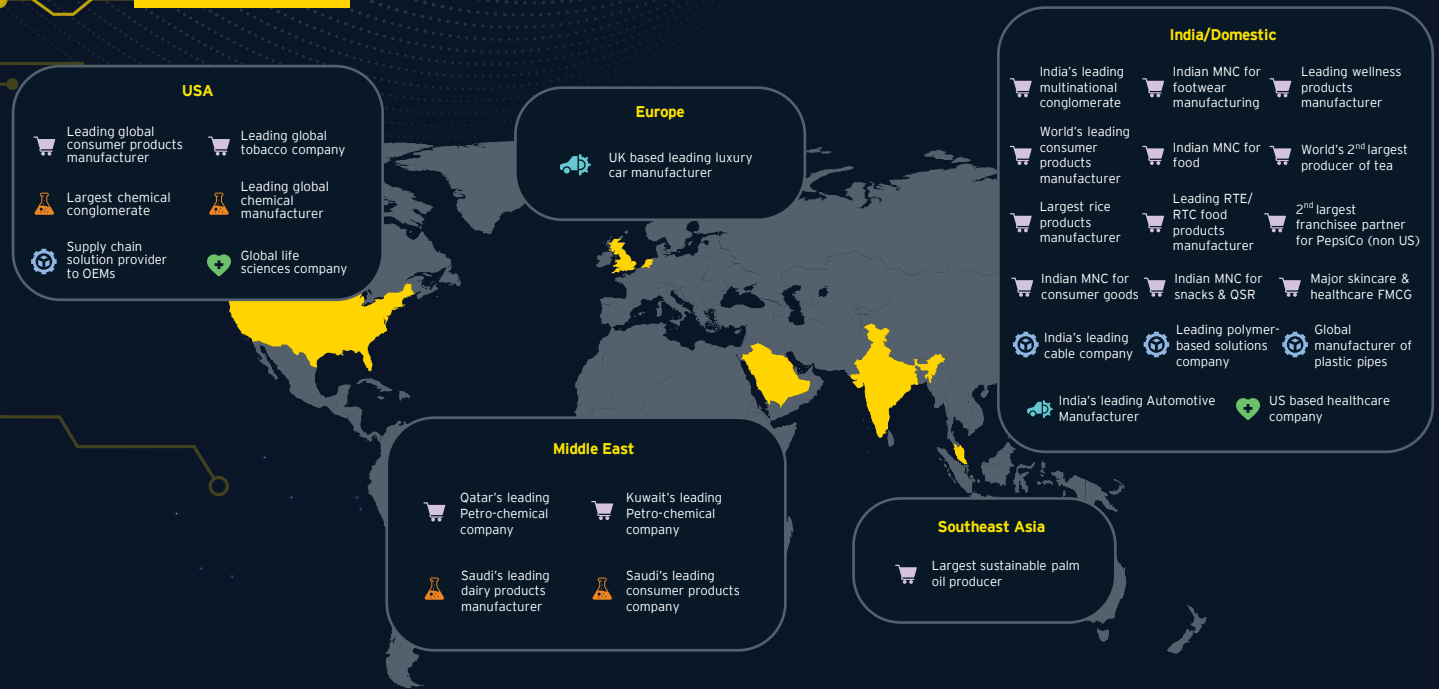 USA
Leading global
consumer products
manufacturer
Leading global
tobacco company
Largest chemical
conglomerate
Leading global
chemical
manufacturer
Supply chain
solution provider
to OEMs
Global life
sciences company
Europe
UK based leading luxury
car manufacturer
India/Domestic
India's leading
multinational
conglomerate
Indian MNC for
footwear
manufacturing
Leading wellness
products
manufacturer
World's leading
consumer
products
manufacturer
Indian MNC for
food
World's 2nd largest
producer of tea
Largest rice
products
manufacturer
Leading RTE/
RTC food
products
manufacturer
2nd largest
franchisee partner
for PepsiCo (non US)
Indian MNC for
consumer goods
Indian MNC for
snacks & QSR
Major skincare &
healthcare FMCG
India's leading
cable company
Leading polymer-
based solutions
company
Global
manufacturer of
plastic pipes
India's leading Automotive
Manufacturer
US based healthcare
company
Middle East
Qatar's leading
Petro-chemical
company
Kuwait's leading
Petro-chemical
company
Saudi's leading
dairy products
manufacturer
Saudi's leading
consumer products
company
Southeast Asia
Largest sustainable palm
oil producer